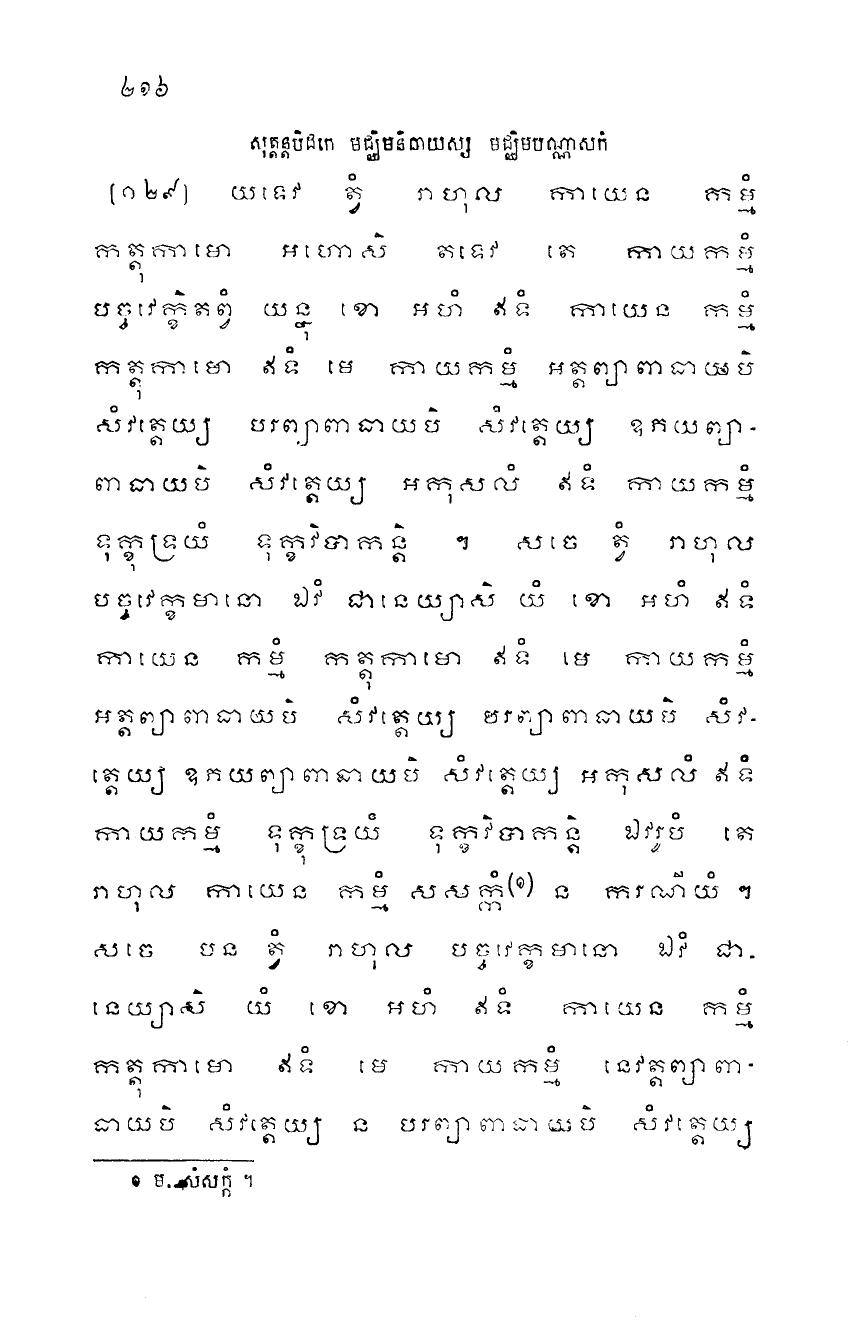 ២១៦
សុត្តន្តបិដកេ មជ្ឈិមនិកាយស្ស មជ្ឈិមបណ្ណាសកំ
[១២៩] យទេវ ត្វំ រាហុល កាយេន កម្មំ
កត្តុកាមោ អហោសិ តទេវ តេ កាយកម្មំ
បច្ចវេក្ខិតព្វំ យន្នុ ខោ អហំ ឥទំ កាយេន កម្មំ
កត្តុកាមោ ឥទំ មេ កាយកម្មំ អត្តព្យាពាធាយបិ
សំវត្តេយ្យ បរព្យាពាធាយបិ សំវត្តេយ្យ ឧភយព្យា-
ពាធាយបិ សំវត្តេយ្យ អកុសលំ ឥទំ កាយកម្មំ
ទុក្ខុទ្រយំ ទុក្ខវិបាកន្តិ ។ សចេ ត្វំ រាហុល
បច្ចវេក្ខមានោ ឯវំ ជានេយ្យាសិ យំ ខោ អហំ ឥទំ
កាយេន កម្មំ កត្តុកាមោ ឥទំ មេ កាយកម្មំ
អត្តព្យាពាធាយបិ សំវត្តេយ្យ បរព្យាពាធាយបិ សំវ-
ត្តេយ្យ ឧភយព្យាពាធាយបិ សំវត្តេយ្យ អកុសលំ ឥទំ
កាយកម្មំ ទុក្ខុទ្រយំ ទុក្ខវិបាកន្តិ ឯវរូបំ តេ
រាហុល កាយេន កម្មំ សសក្កំ(១) ន ករណីយំ ។
សចេ បន ត្វំ រាហុល បច្ចវេក្ខមានោ ឯវំ ជា-
នេយ្យាសិ យំ ខោ អហំ ឥទំ កាយេន កម្មំ
កត្តុកាមោ ឥទំ មេ កាយកម្មំ នេវត្តព្យាពា-
ធាយបិ សំវត្តេយ្យ ន បរព្យាពាធាយបិ សំវត្តេយ្យ
១ ម. សំសក្កំ ។